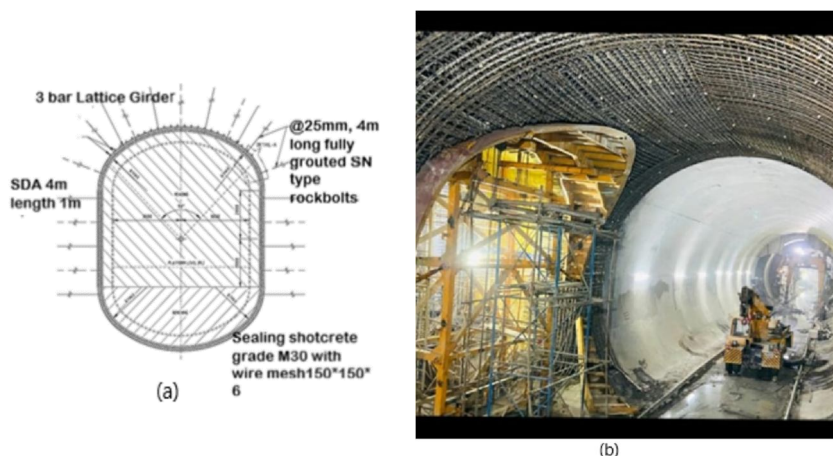 3 bar Lattice Girder
@25mm, 4m
long fully
grouted SN
type
rockbolts
SDA 4m
length 1m
Sealing shotcrete
grade M30 with
wire mesh150*150*
6
(a)
(b)